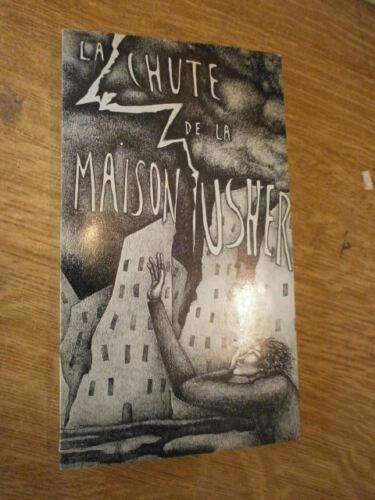 LA CHUTE
DE LA
MAISON USHER